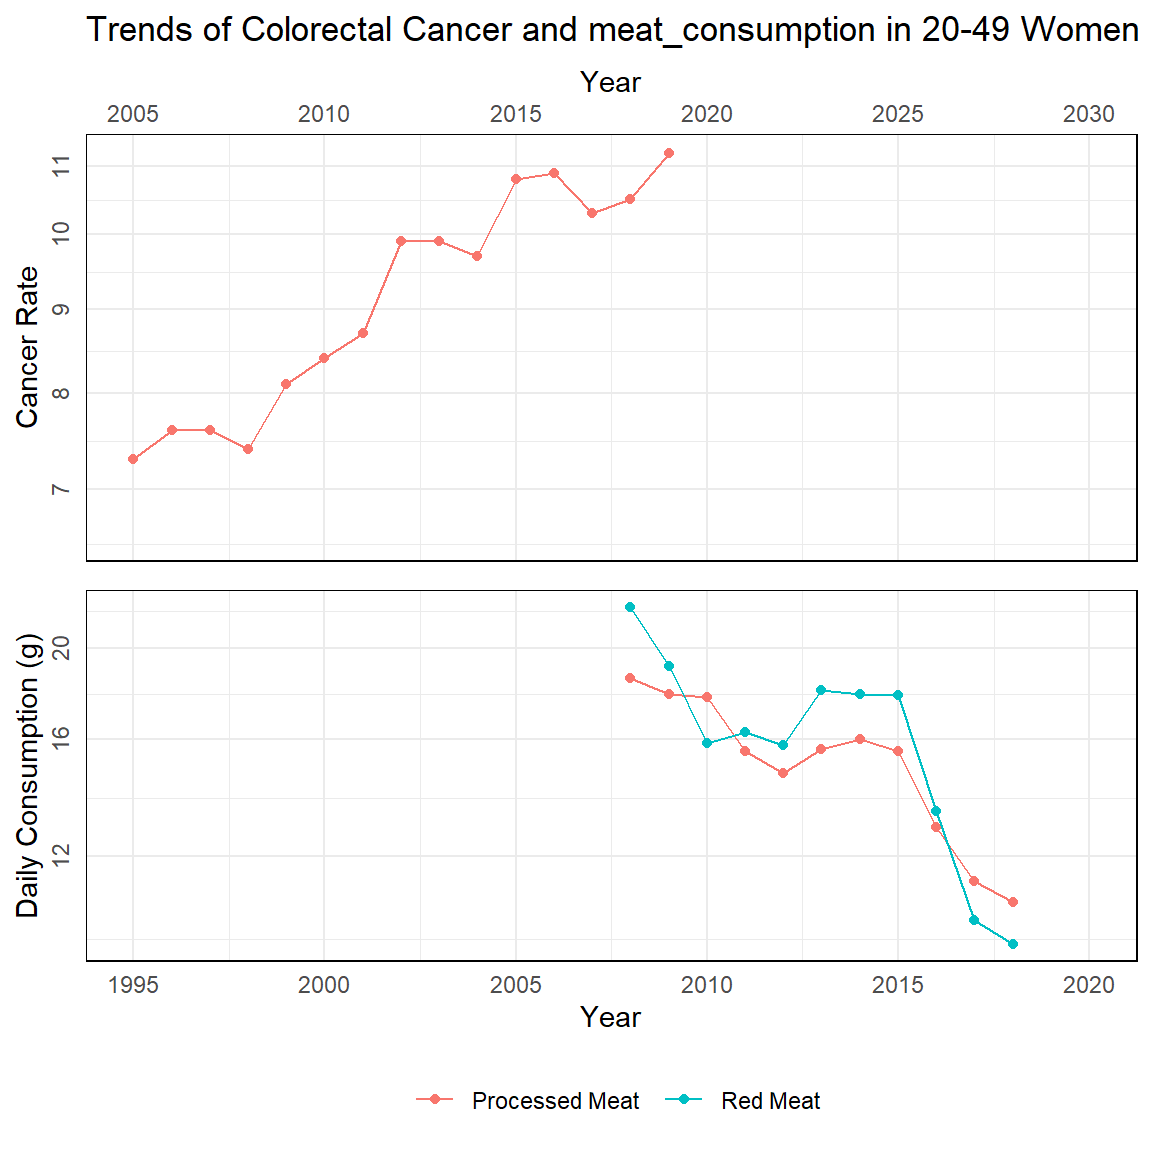 Trends of Colorectal Cancer and meat_consumption in 20-49 Women
Year
2005 2010 2015 2020 2025 2030
Cancer Rate
11
10
9
8
7
Daily Consumption (g)
20
16
12
1995 2000 2005 2010 2015 2020
Year
Processed Meat Red Meat